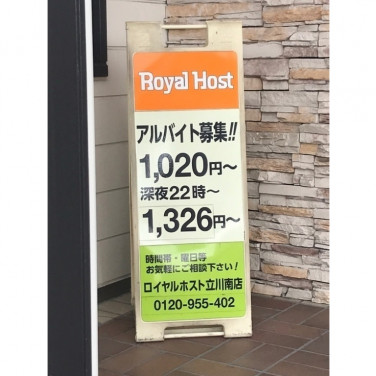 Royal Host
アルバイト募集!!
1,020円～
深夜22時～
1,326円～
時間帯・曜日等
お気軽にご相談下さい!
ロイヤルホスト立川南店
0120-955-402